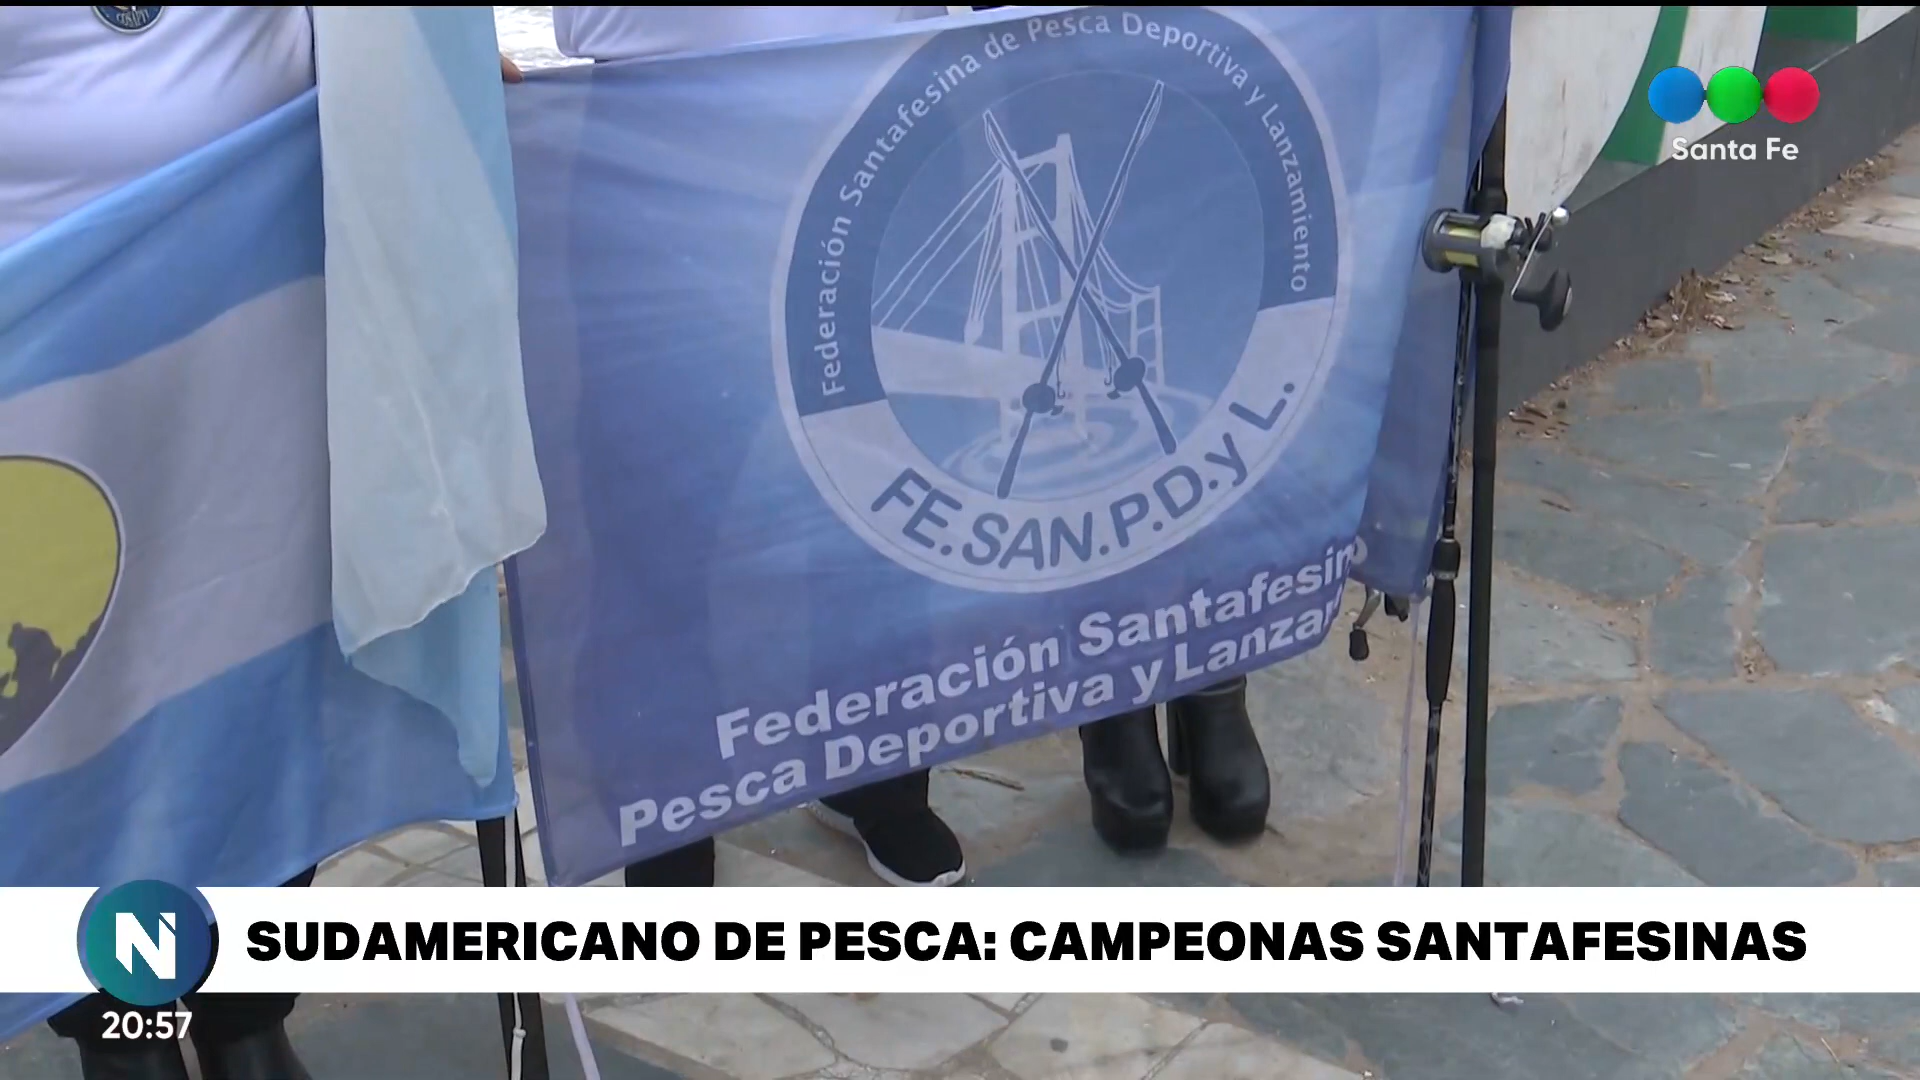 COSAPYL
Federación Santafesina de Pesca Deportiva y Lanzamiento
FE.SAN.P.D.y L.
Federación Santafesina
Pesca Deportiva y
Santa Fe
N
SUDAMERICANO DE PESCA: CAMPEONAS SANTAFESINAS
20:57